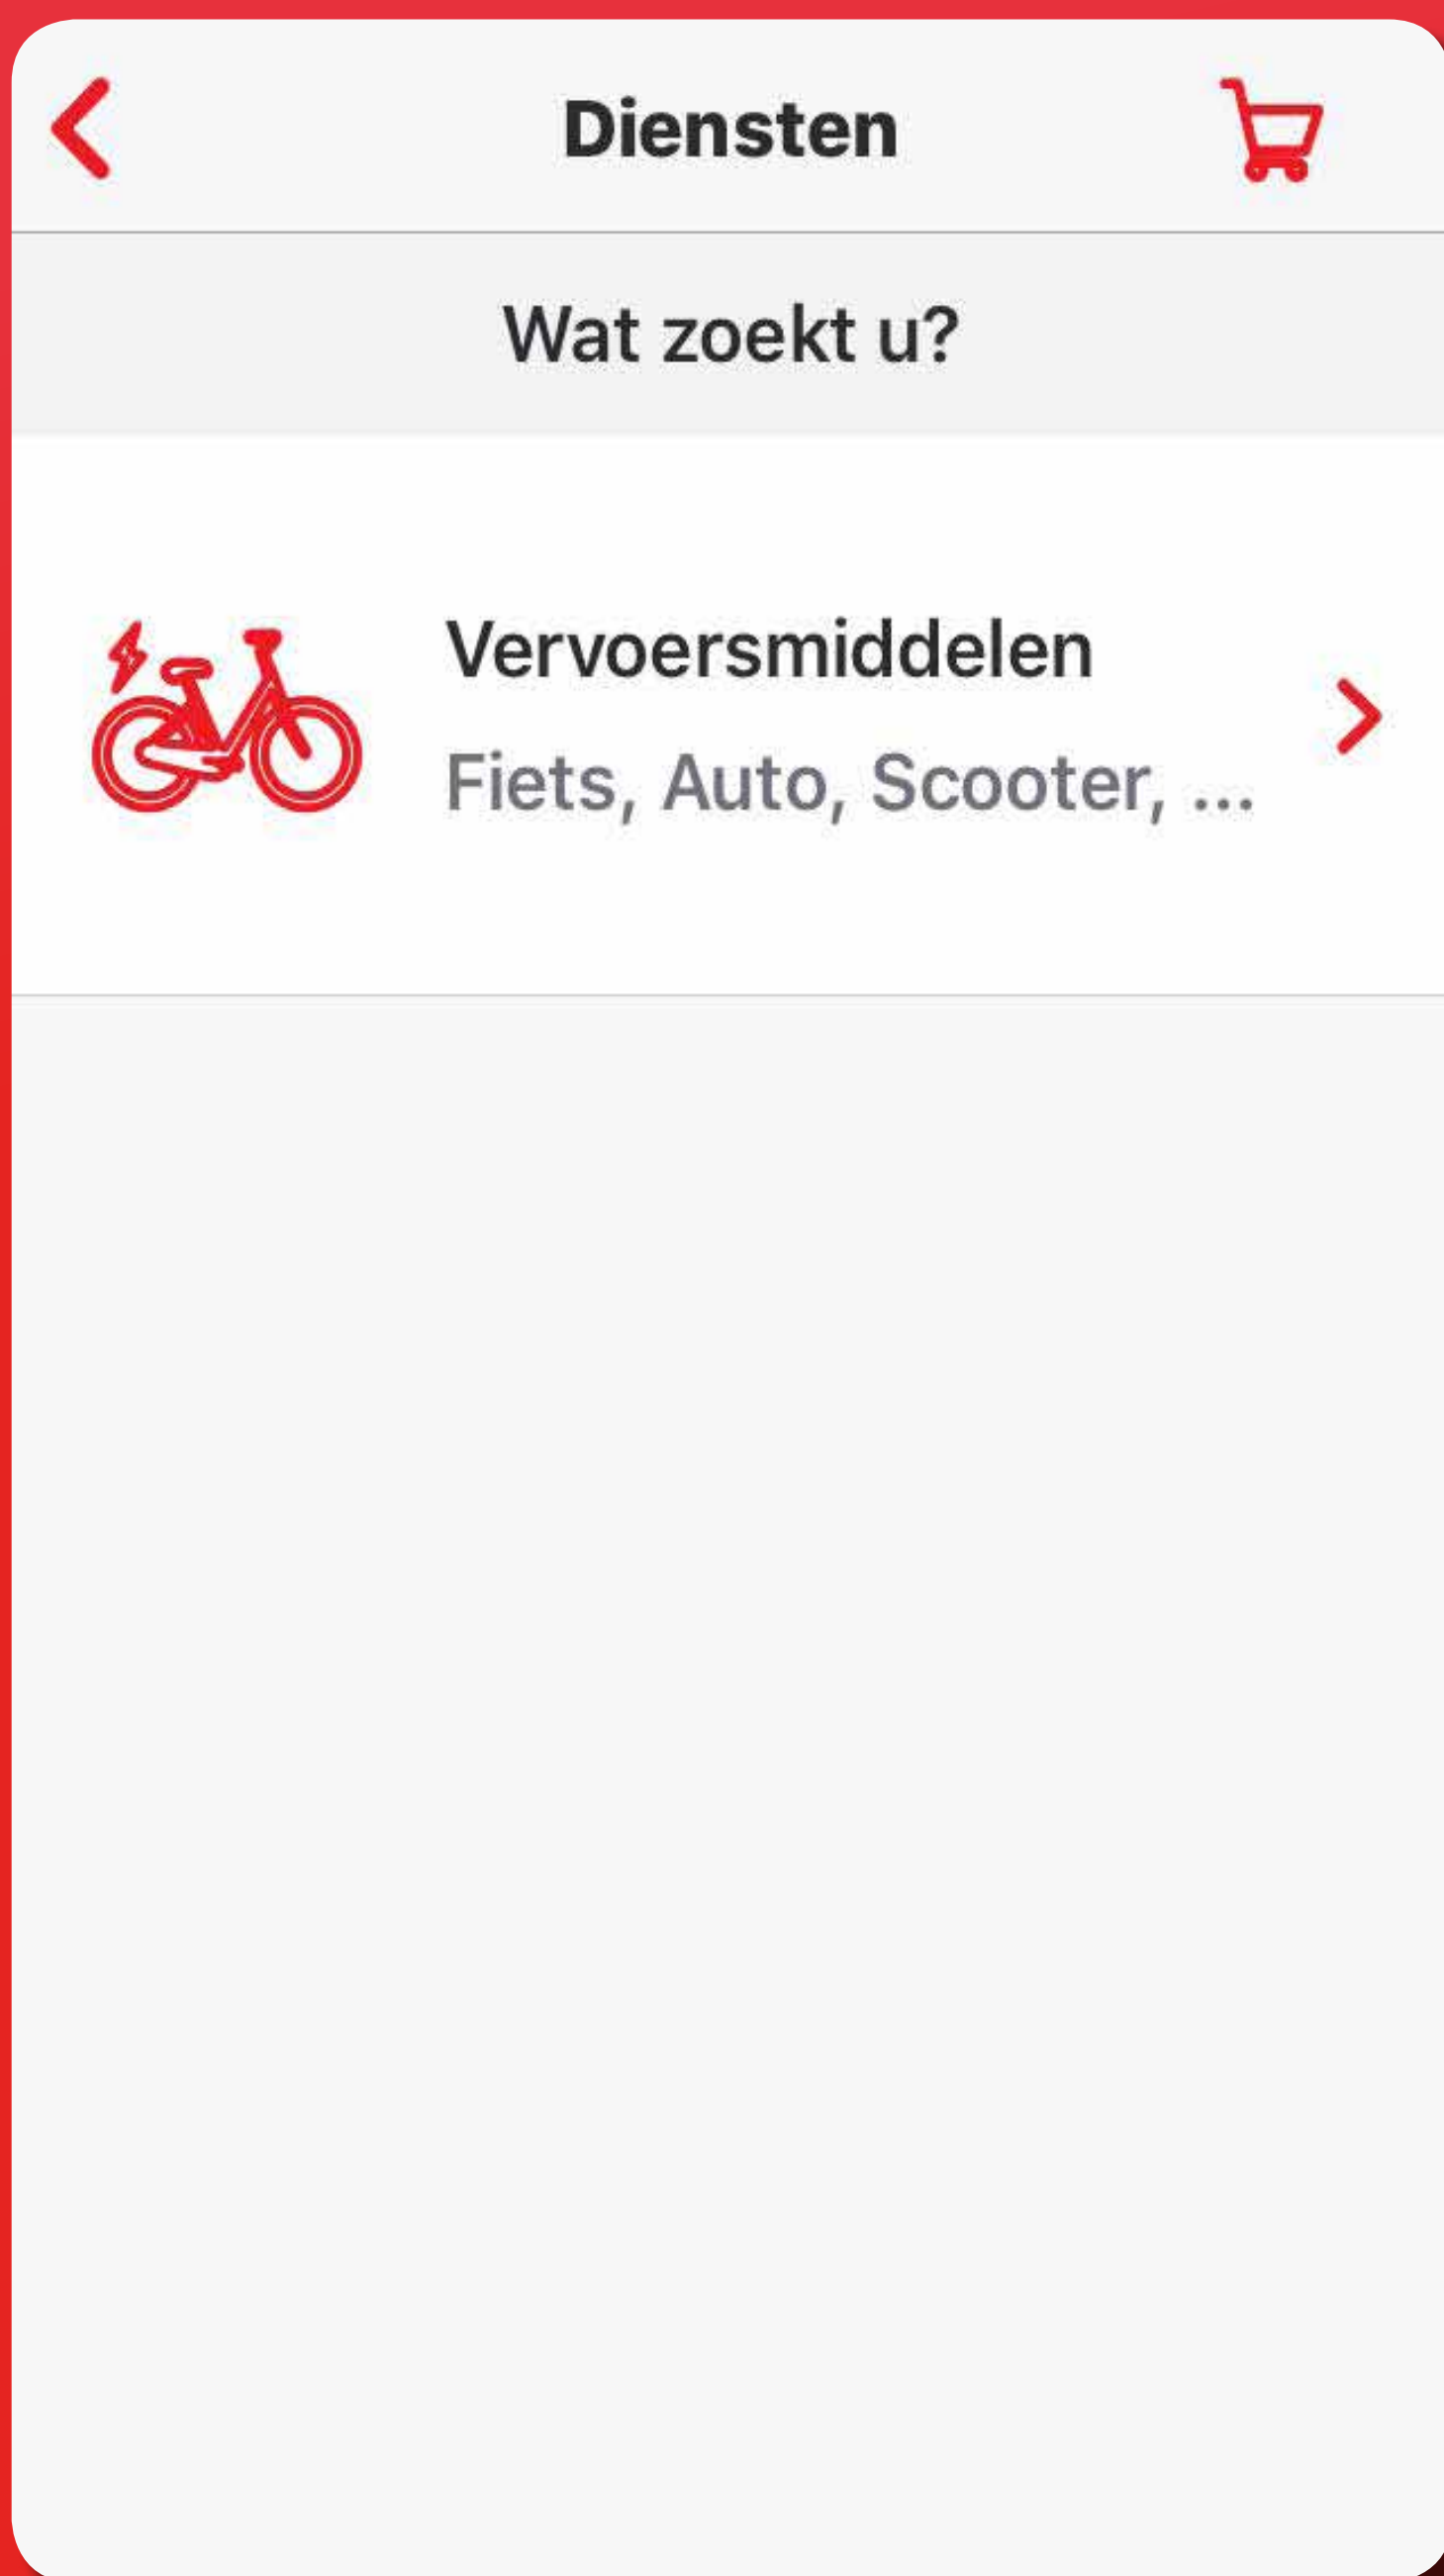 Diensten
Wat zoekt u?
Vervoersmiddelen
Fiets, Auto, Scooter, ...